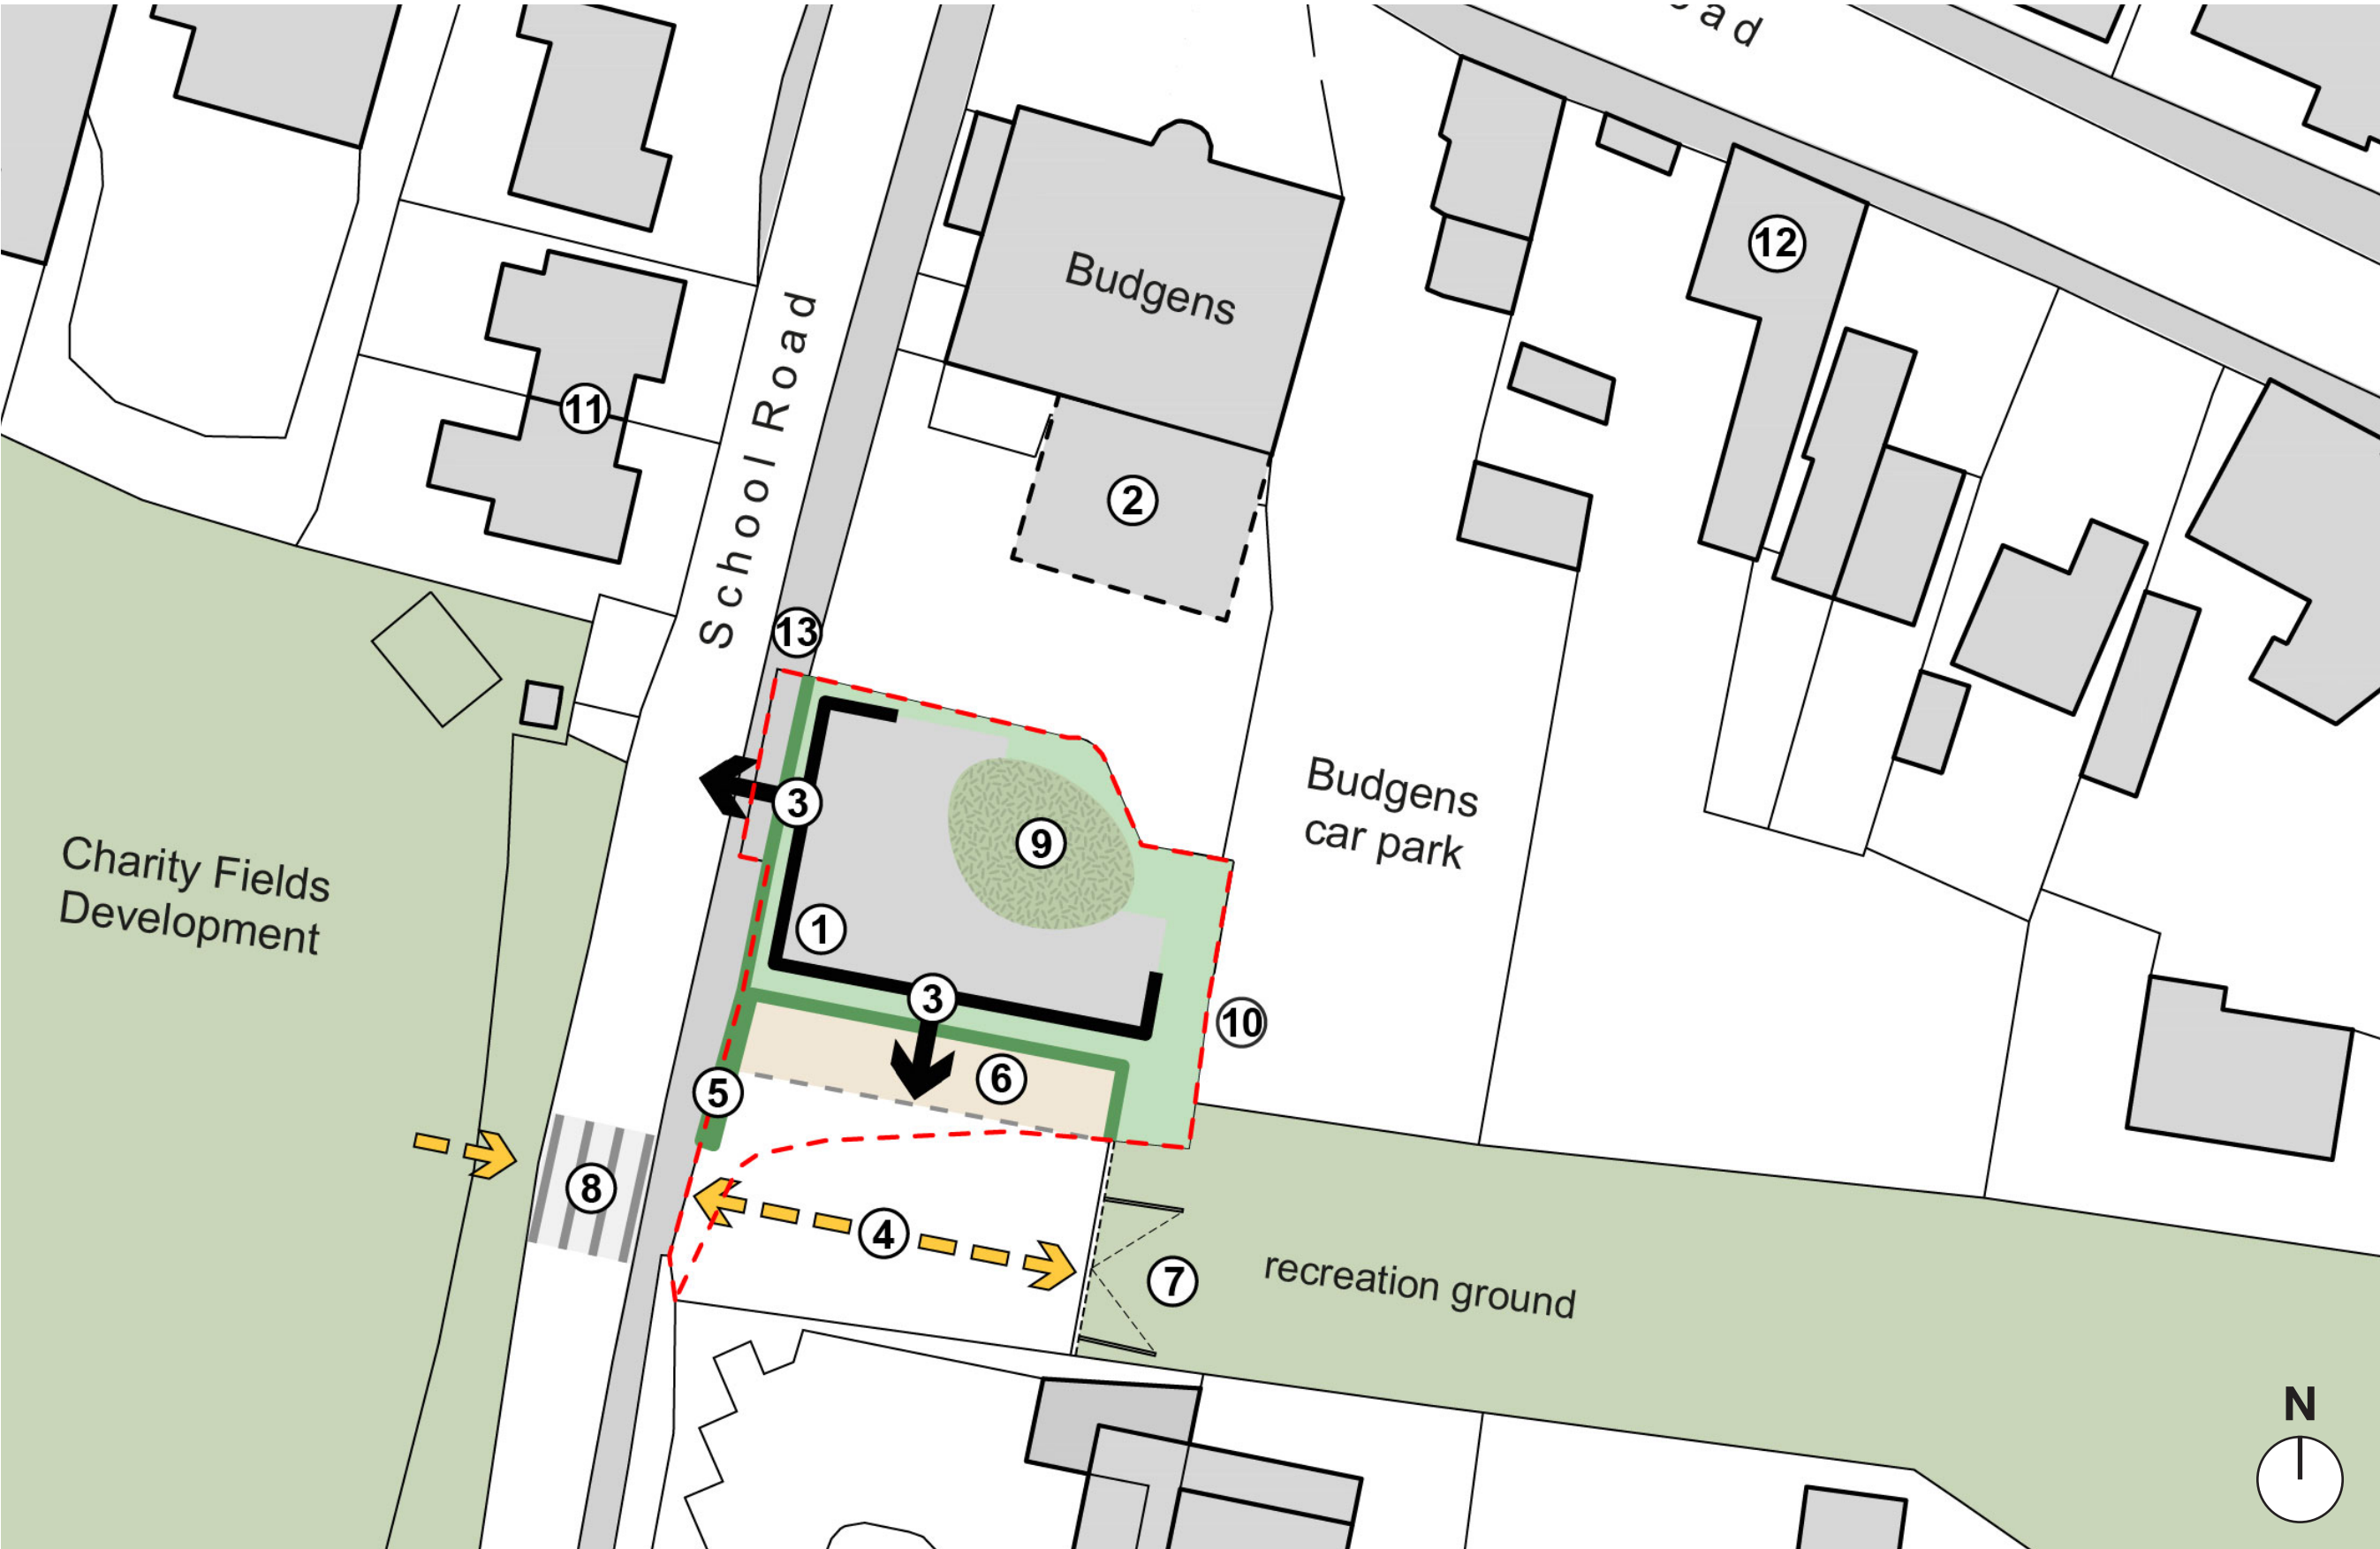 oad
12
Budgens
School Road
11
2
13
3
9
Budgens
car park
Charity Fields
Development
1
3
10
6
5
8
4
7
recreation ground
N